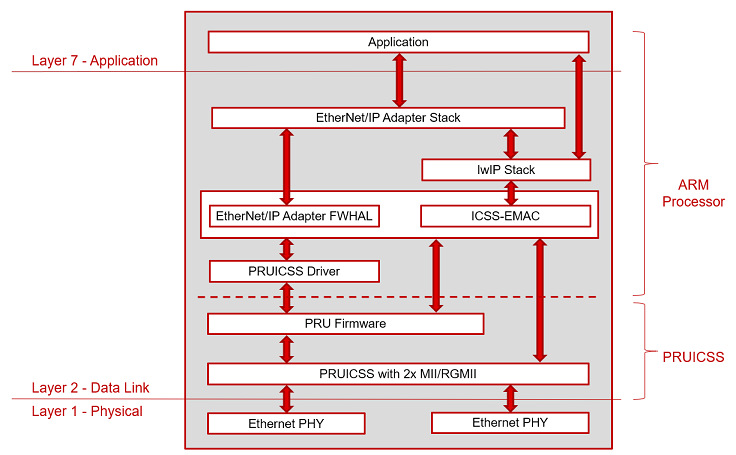 Application
Layer 7 - Application
EtherNet/IP Adapter Stack
lwIP Stack
ARM
Processor
EtherNet/IP Adapter FWHAL
ICSS-EMAC
PRUICSS Driver
PRU Firmware
PRUICSS
PRUICSS with 2x MII/RGMII
Layer 2 - Data Link
Layer 1 - Physical
Ethernet PHY
Ethernet PHY